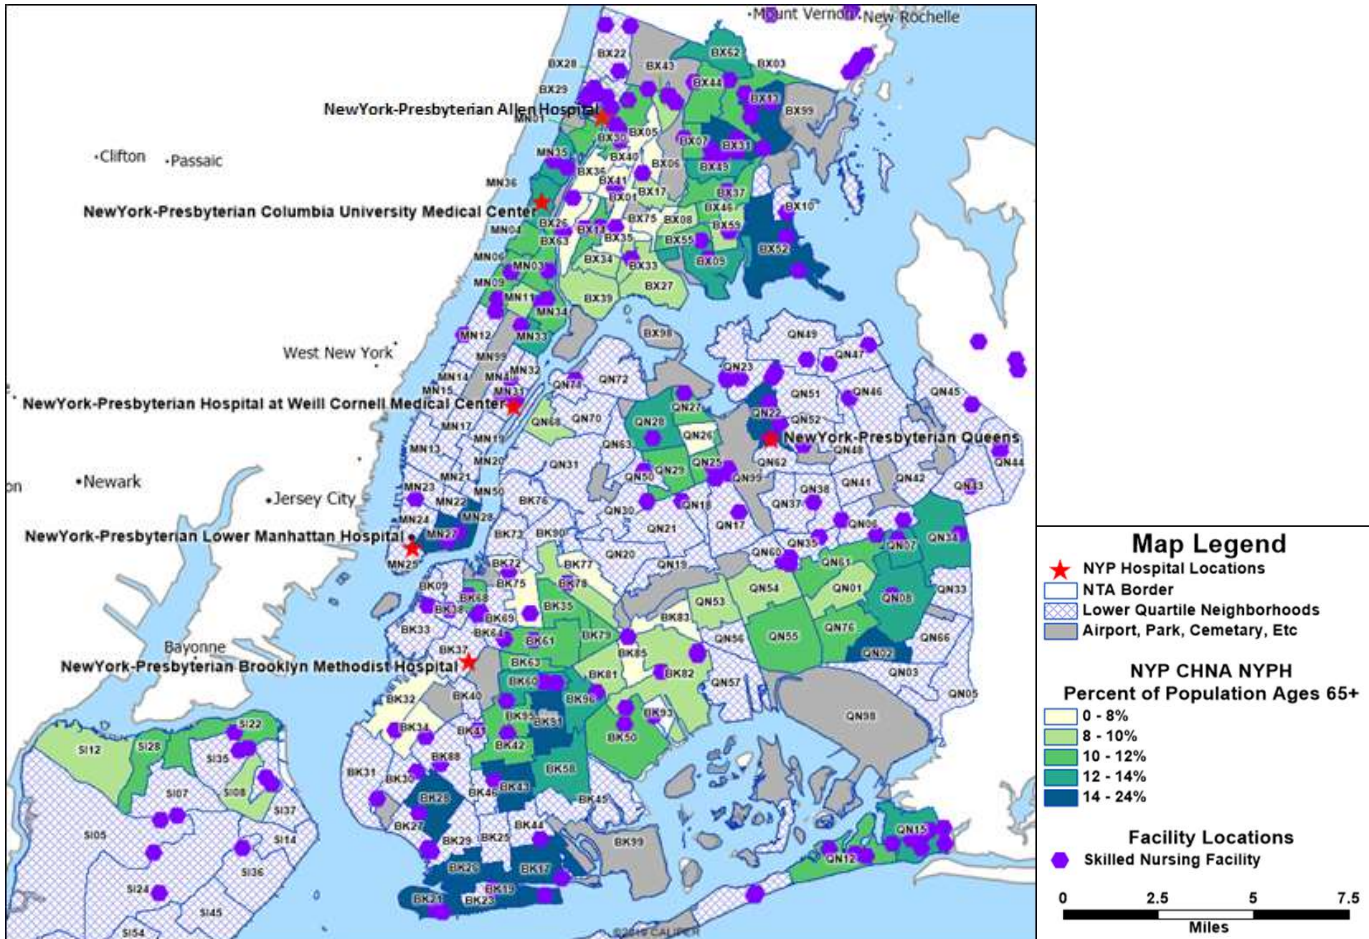 Mount Vernon
New Rochelle
BX22
BX62
BX28
BX43
BX03
BX44
BX29
BX13
NewYork-Presbyterian Allen Hospital
BX99
MN01
BX30
BX05
BX07
BX31
Clifton
Passaic
MN35
BX40
BX06
BX49
BX36
BX41
MN36
BX01
BX17
BX37
NewYork-Presbyterian Columbia University Medical Center
BX46
BX10
BX26
BX75
BX08
BX59
MN04
BX14
BX63
BX35
BX55
BX52
MN06
MN03
BX34
BX33
BX09
MN09
BX27
MN11
BX39
MN34
MN12
MN33
BX98
QN49
West New York
MN99
QN47
MN32
QN23
MN14
MN40
QN71
QN72
MN15
MN31
QN51
QN46
QN45
NewYork-Presbyterian Hospital at Weill Cornell Medical Center
QN27
QN22
QN68
QN70
QN28
QN52
MN17
QN26
NewYork-Presbyterian Queens
MN19
QN63
MN13
QN48
MN20
QN31
QN29
QN25
QN62
QN44
MN21
QN50
QN99
QN41
QN42
Newark
MN23
MN50
QN38
QN43
Jersey City
MN22
BK76
QN37
QN30
QN18
MN24
MN28
QN17
QN06
NewYork-Presbyterian Lower Manhattan Hospital
MN27
BK73
BK90
QN21
QN35
QN07
QN34
MN25
QN20
QN60
BK72
BK77
QN19
QN61
BK09
BK75
BK78
QN54
QN01
QN33
BK68
QN53
QN08
BK38
BK69
BK35
BK83
BK33
BK64
BK61
BK79
QN56
QN55
QN76
QN66
Bayonne
BK37
BK85
QN02
NewYork-Presbyterian Brooklyn Methodist Hospital
BK63
BK81
BK82
QN03
BK60
QN57
BK32
BK40
BK96
QN05
BK34
BK95
BK91
BK93
QN98
SI22
BK41
BK42
BK50
SI12
SI28
SI35
BK88
BK31
BK30
BK58
SI07
SI08
BK46
BK43
BK28
BK45
SI37
BK27
BK44
SI05
SI14
BK29
BK25
QN15
BK99
QN12
SI36
BK26
BK17
SI24
BK19
BK21
BK23
SI45
SI54
Map Legend
NYP Hospital Locations
NTA Border
Lower Quartile Neighborhoods
Airport, Park, Cemetary, Etc
NYP CHNA NYPH
Percent of Population Ages 65+
0 - 8%
8 - 10%
10 - 12%
12 - 14%
14 - 24%
Facility Locations
Skilled Nursing Facility
0 2.5 5 7.5
Miles